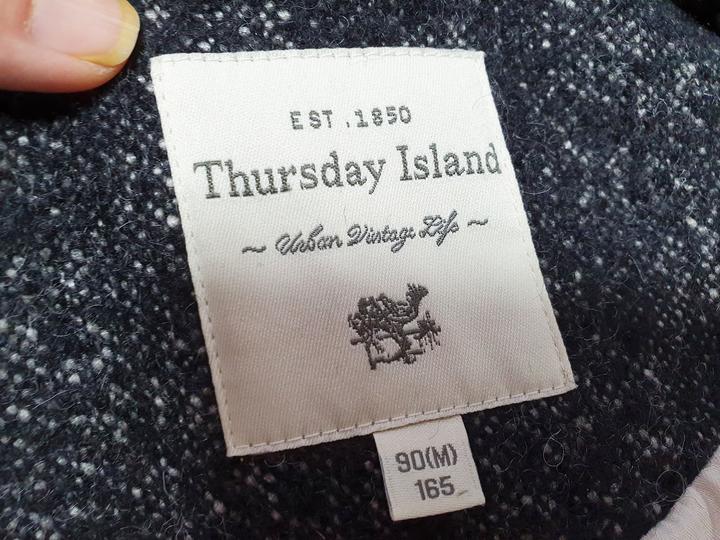 EST.1850
Thursday Island
~ Urban Vintage Life ~
90(M)
165